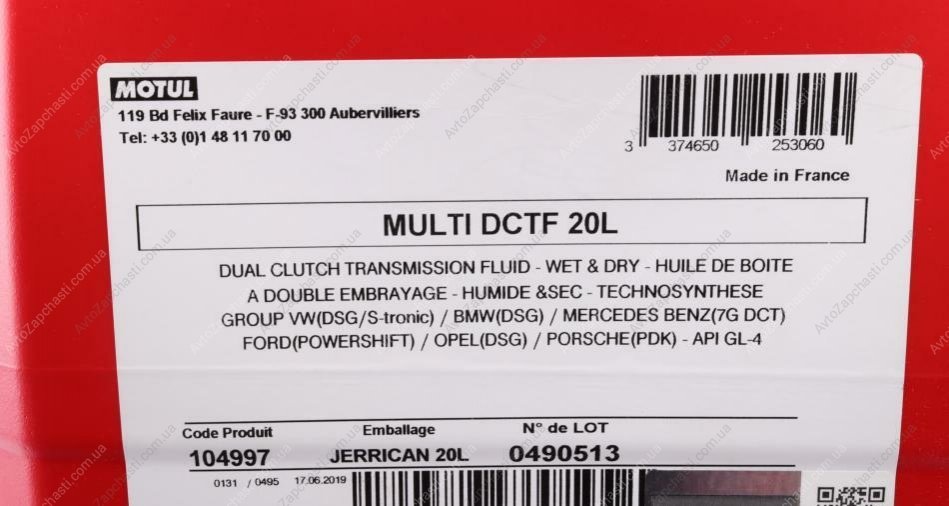 MOTUL
119 Bd Felix Faure - F-93 300 Aubervilliers
Tel: +33 (0)1 48 11 70 00
3 374650 253060
Made in France
MULTI DCTF 20L
DUAL CLUTCH TRANSMISSION FLUID - WET & DRY - HUILE DE BOITE
A DOUBLE EMBRAYAGE - HUMIDE &SEC - TECHNOSYNTHESE
GROUP VW(DSG/S-tronic) / BMW(DSG) / MERCEDES BENZ(7G DCT)
FORD(POWERSHIFT) / OPEL(DSG) / PORSCHE(PDK) - API GL-4
Code Produit Emballage N° de LOT
104997 JERRICAN 20L 0490513
0131 / 0495 17.06.2019
AvtoZapchasti.com.ua